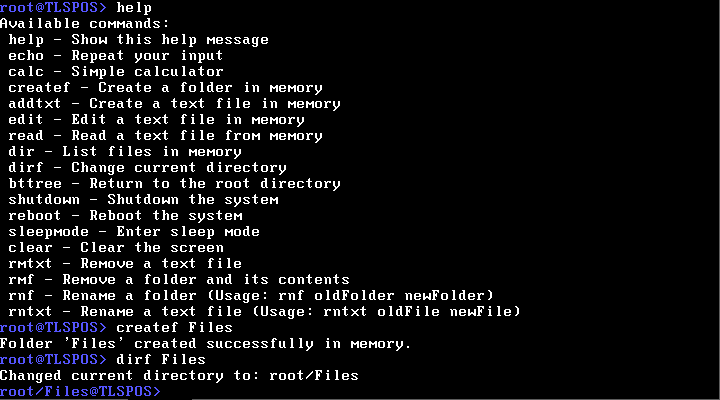 root@TLSPOS> help
Available commands:
help - Show this help message
echo - Repeat your input
calc - Simple calculator
createf - Create a folder in memory
addtxt - Create a text file in memory
edit - Edit a text file in memory
read - Read a text file from memory
dir - List files in memory
dirf - Change current directory
bttree - Return to the root directory
shutdown - Shutdown the system
reboot - Reboot the system
sleepmode - Enter sleep mode
clear - Clear the screen
rmtxt - Remove a text file
rmf - Remove a folder and its contents
rnf - Rename a folder (Usage: rnf oldFolder newFolder)
rntxt - Rename a text file (Usage: rntxt oldFile newFile)
root@TLSPOS> createf Files
Folder 'Files' created successfully in memory.
root@TLSPOS> dirf Files
Changed current directory to: root/Files
root/Files@TLSPOS>